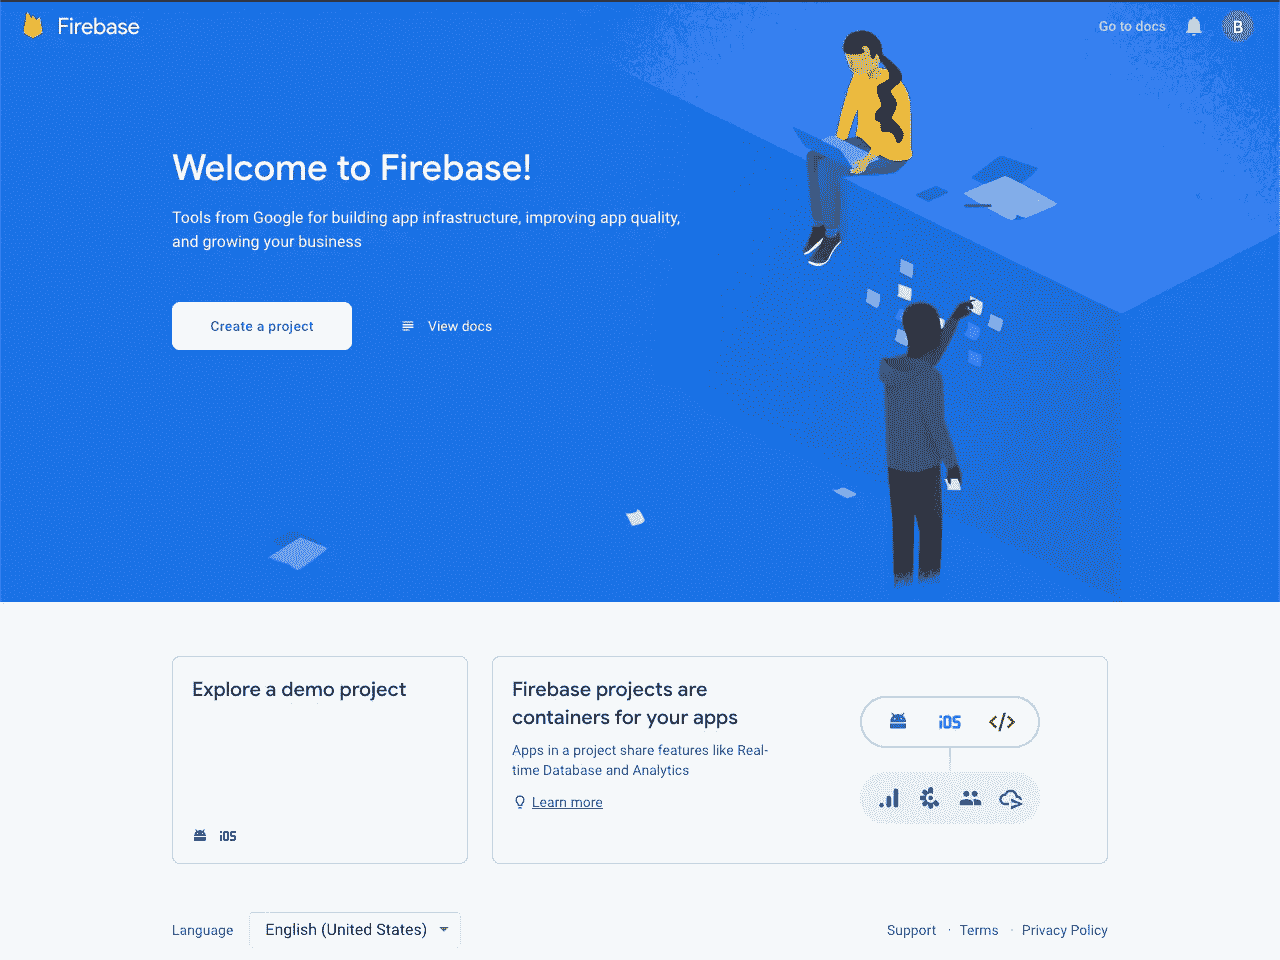 Firebase
Go to docs
B
Welcome to Firebase!
Tools from Google for building app infrastructure, improving app quality,
and growing your business
Create a project
View docs
Explore a demo project
iOS
Firebase projects are
containers for your apps
Apps in a project share features like Real-
time Database and Analytics
Learn more
iOS </>
Language
English (United States)
Support · Terms · Privacy Policy